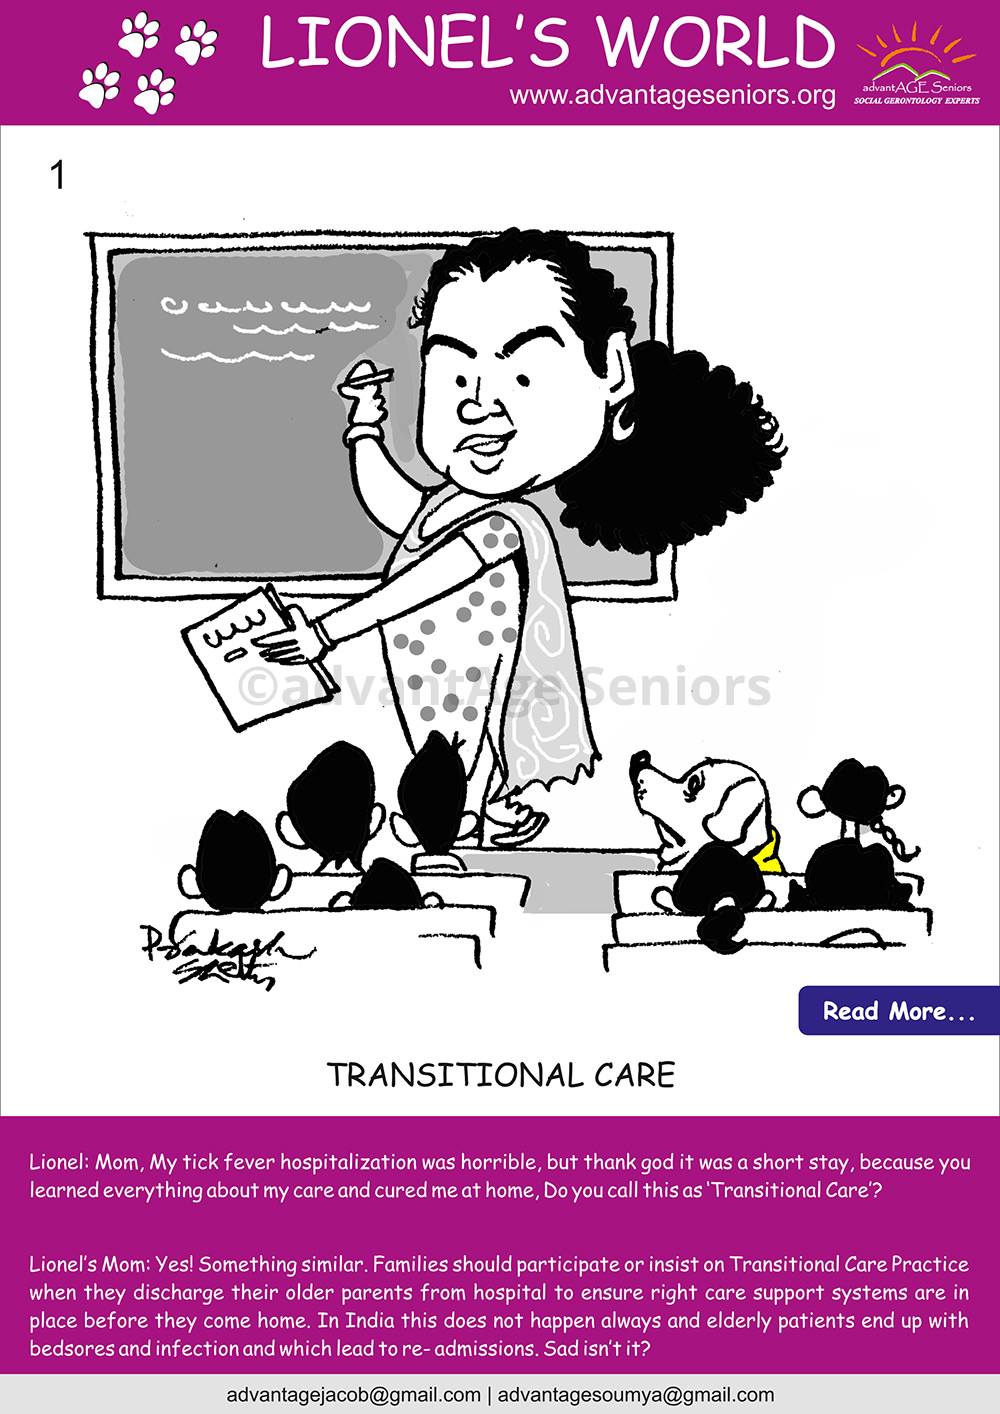 LIONEL'S WORLD
www.advantageseniors.org
advantAGE Seniors
SOCIAL GERONTOLOGY EXPERTS
1
©advantAge Seniors
Prakash
Shetty
Read More...
TRANSITIONAL CARE
Lionel: Mom, My tick fever hospitalization was horrible, but thank god it was a short stay, because you
learned everything about my care and cured me at home, Do you call this as 'Transitional Care'?
Lionel's Mom: Yes! Something similar. Families should participate or insist on Transitional Care Practice
when they discharge their older parents from hospital to ensure right care support systems are in
place before they come home. In India this does not happen always and elderly patients end up with
bedsores and infection and which lead to re- admissions. Sad isn't it?
advantagejacob@gmail.com | advantagesoumya@gmail.com